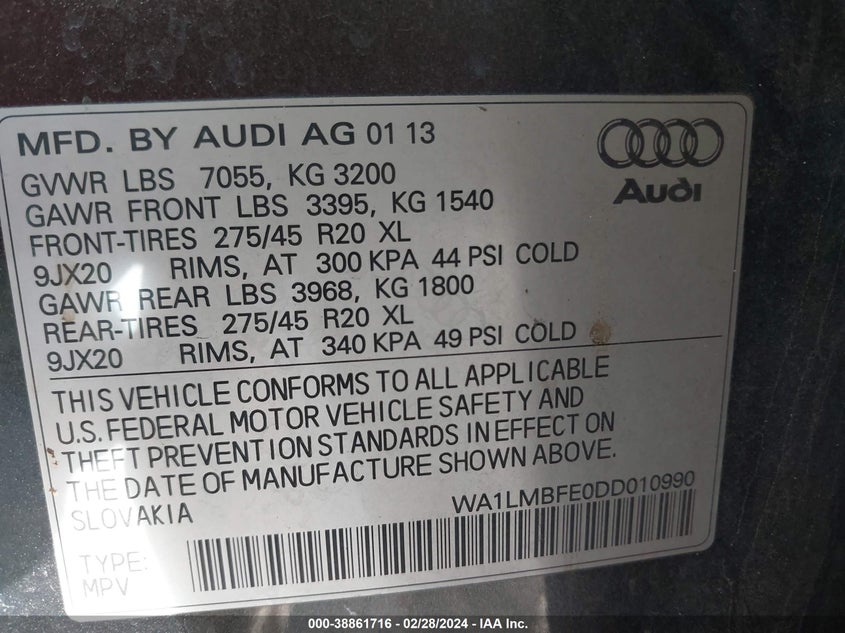 MFD. BY AUDI AG 01 13
Audi
GVWR LBS 7055, KG 3200
GAWR FRONT LBS 3395, KG 1540
FRONT-TIRES 275/45 R20 XL
9JX20 RIMS, AT 300 KPA 44 PSI COLD
GAWR REAR LBS 3968, KG 1800
REAR-TIRES 275/45 R20 XL
9JX20 RIMS, AT 340 KPA 49 PSI COLD
THIS VEHICLE CONFORMS TO ALL APPLICABLE
U.S. FEDERAL MOTOR VEHICLE SAFETY AND
THEFT PREVENTION STANDARDS IN EFFECT ON
THE DATE OF MANUFACTURE SHOWN ABOVE.
SLOVAKIA
WA1LMBFE0DD010990
TYPE:
MPV
000-38861716 - 02/28/2024 - IAA Inc.